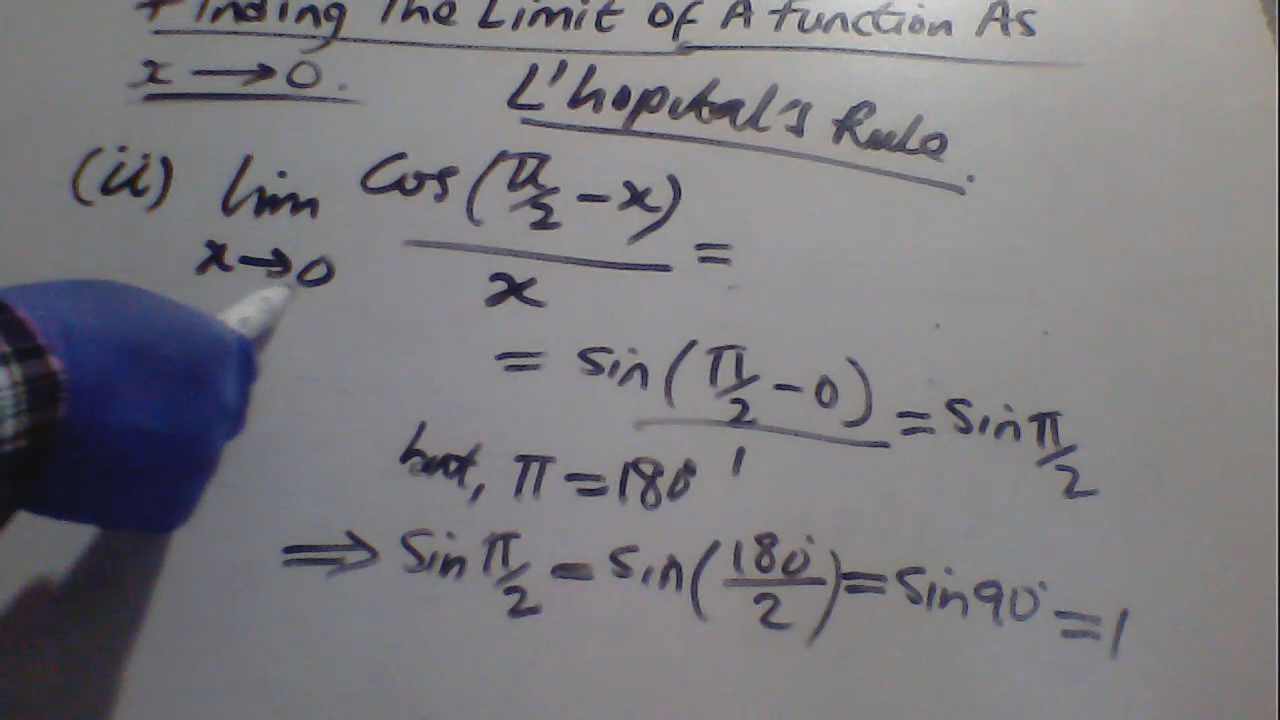 Finding The Limit of A function As
x → 0.
L'hopital's Rule.
(ii) lim x→0 Cos(π/2 - x) / x =
= sin(π/2 - 0) / 1 = Sin π/2
but, π = 180°
⇒ Sin π/2 = Sin(180°/2) = Sin 90° = 1